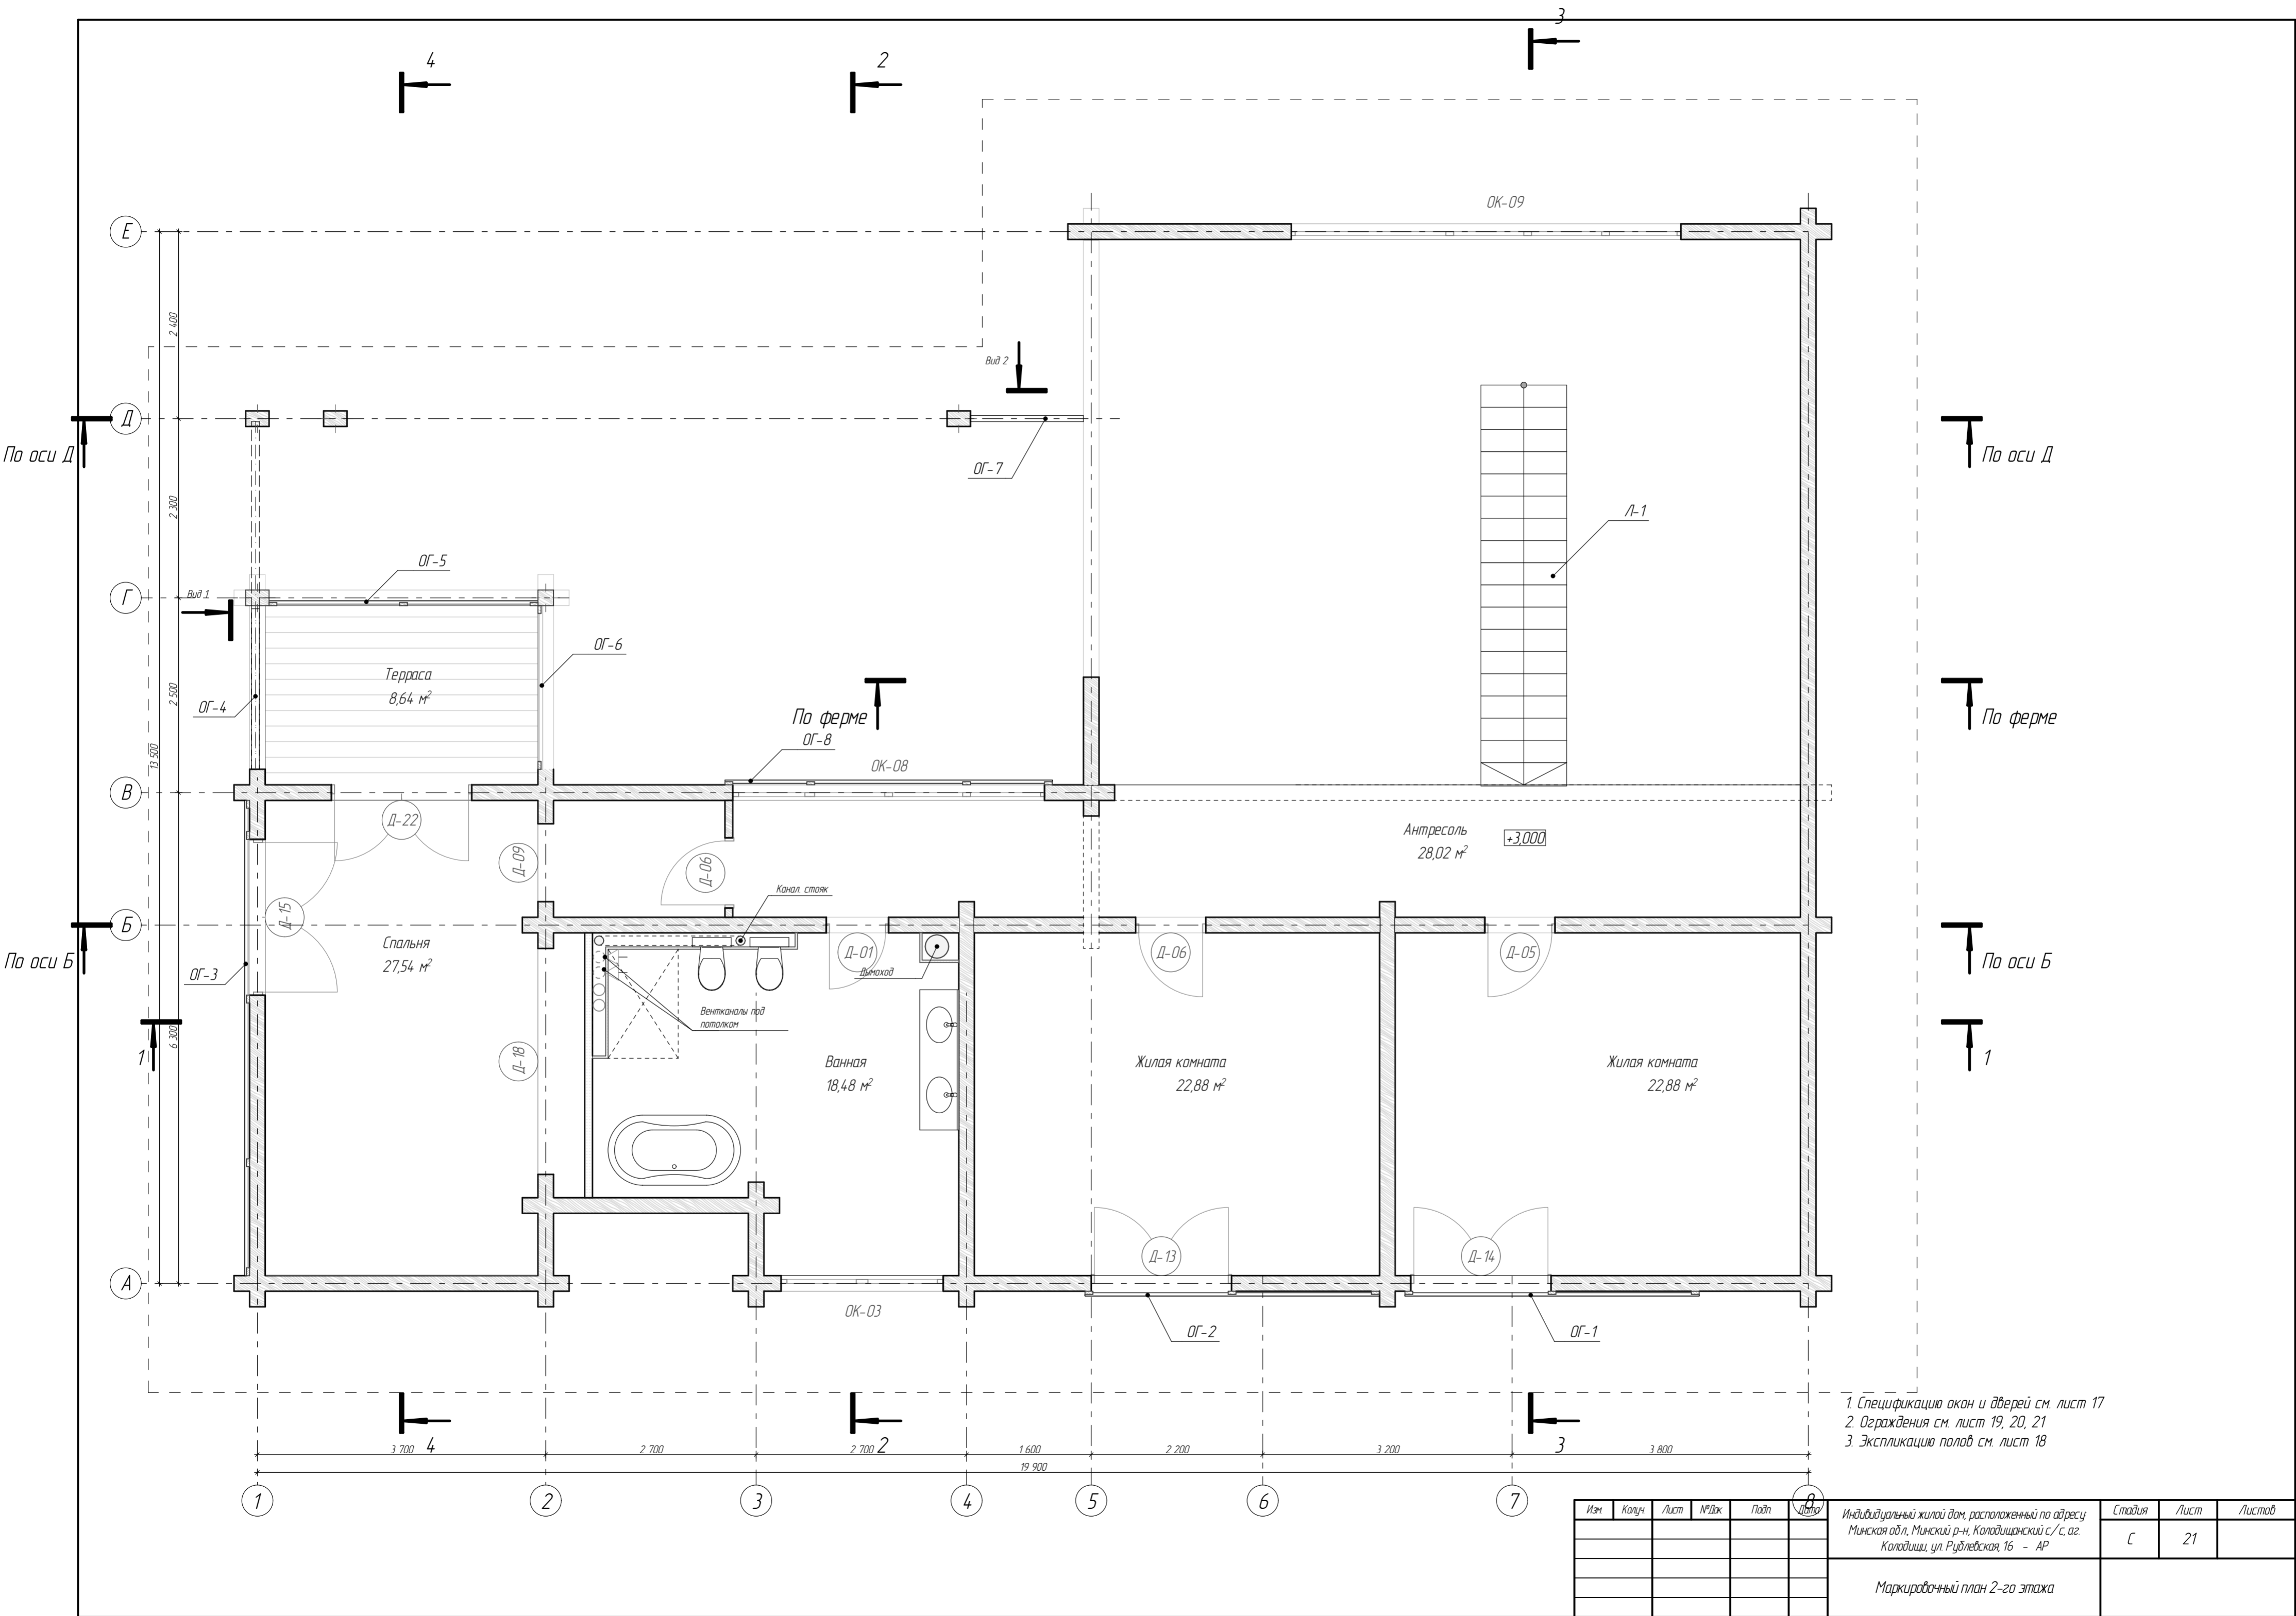 3
4
2
ОК-09
Е
2 400
Вид 2
Д
По оси Д
По оси Д
ОГ-7
2 300
Л-1
ОГ-5
Г
Вид 1
ОГ-6
Терраса
8,64 м²
2 500
ОГ-4
По ферме
По ферме
ОГ-8
13 500
ОК-08
В
Д-22
Антресоль
28,02 м²
+3,000
Д-09
Д-06
Канал. стояк
Д-15
Б
По оси Б
По оси Б
Спальня
27,54 м²
Д-01
Д-06
Д-05
Дымоход
ОГ-3
Вентканалы под
потолком
6 300
1
1
Д-18
Ванная
18,48 м²
Жилая комната
22,88 м²
Жилая комната
22,88 м²
Д-13
Д-14
А
ОК-03
ОГ-2
ОГ-1
1. Спецификацию окон и дверей см. лист 17
2. Ограждения см. лист 19, 20, 21
3. Экспликацию полов см. лист 18
4
2
3
3 700
2 700
2 700
1 600
2 200
3 200
3 800
19 900
1
2
3
4
5
6
7
8
Изм
Колуч
Лист
№Док
Подп
Дата
Индивидуальный жилой дом, расположенный по адресу
Минская обл., Минский р-н, Колодищанский с/с, аг.
Колодищи, ул. Рублевская, 16 - АР
Стадия
Лист
Листов
С
21
Маркировочный план 2-го этажа